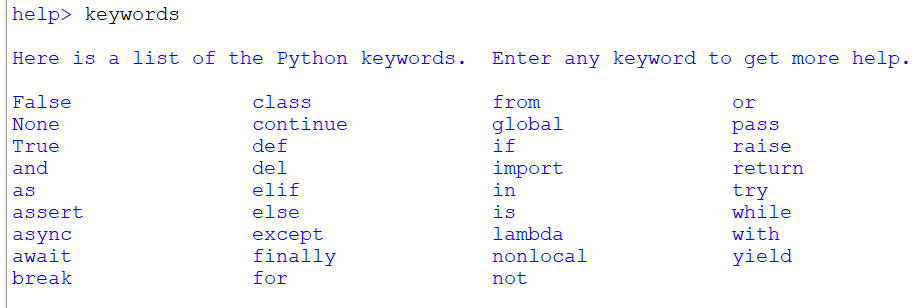 help> keywords
Here is a list of the Python keywords.  Enter any keyword to get more help.
False               class               from                or
None                continue            global              pass
True                def                 if                  raise
and                 del                 import              return
as                  elif                in                  try
assert              else                is                  while
async               except              lambda              with
await               finally             nonlocal            yield
break               for                 not